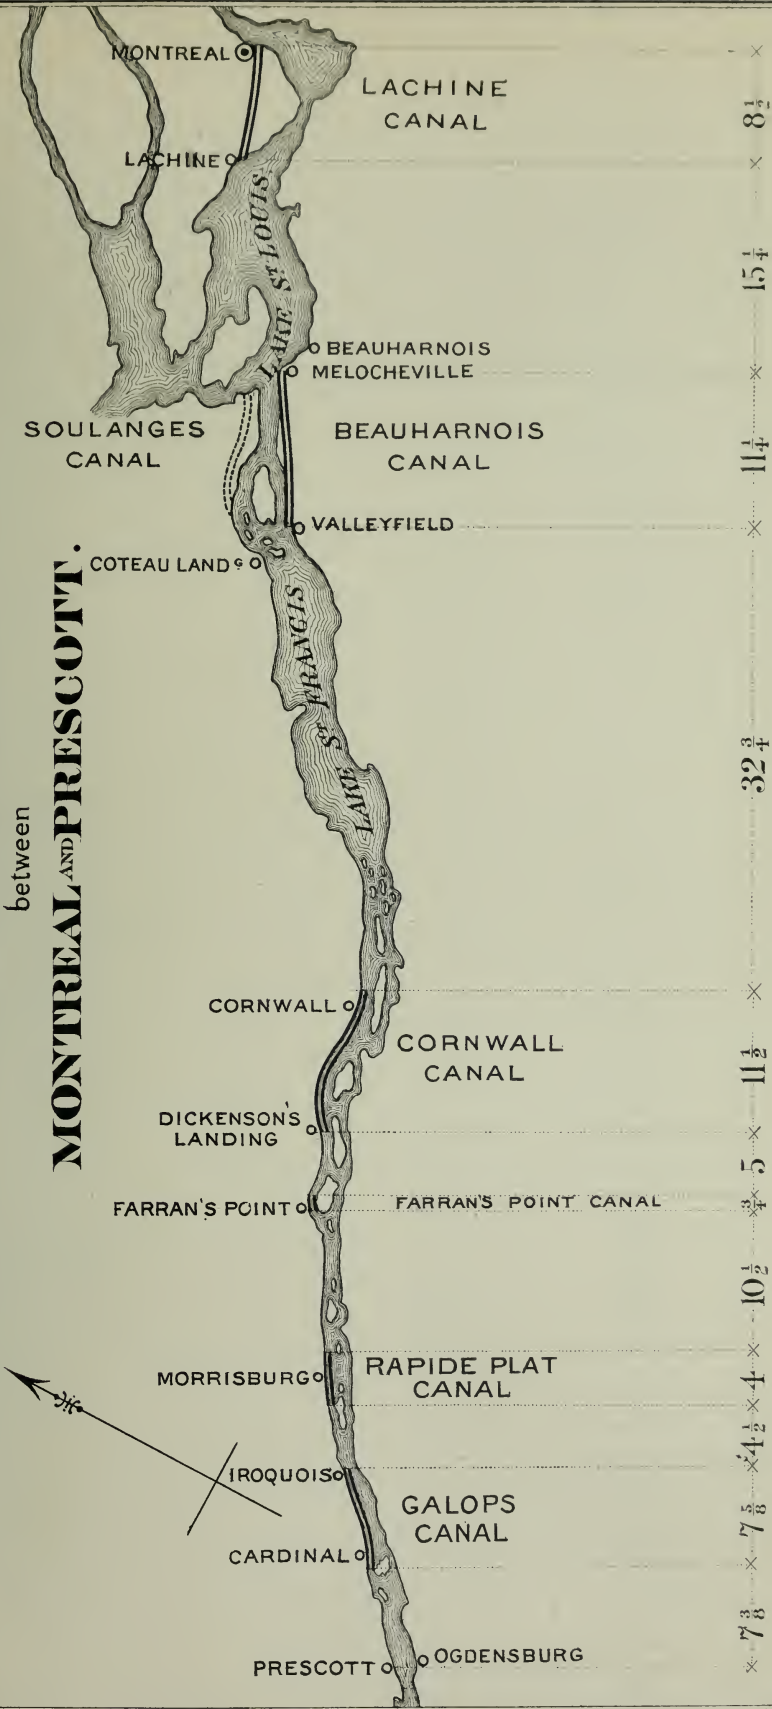 between
MONTREAL AND PRESCOTT.
MONTREAL
LACHINE
CANAL
8½
LACHINE
LAKE ST LOUIS
15¼
BEAUHARNOIS
MELOCHEVILLE
SOULANGES
CANAL
BEAUHARNOIS
CANAL
11¼
VALLEYFIELD
COTEAU LANDG
LAKE ST FRANCIS
32¾
CORNWALL
CORNWALL
CANAL
11½
DICKENSON'S
LANDING
5
FARRAN'S POINT
FARRAN'S POINT CANAL
¾
10½
MORRISBURG
RAPIDE PLAT
CANAL
4
4½
IROQUOIS
GALOPS
CANAL
7⅝
CARDINAL
7⅜
PRESCOTT
OGDENSBURG